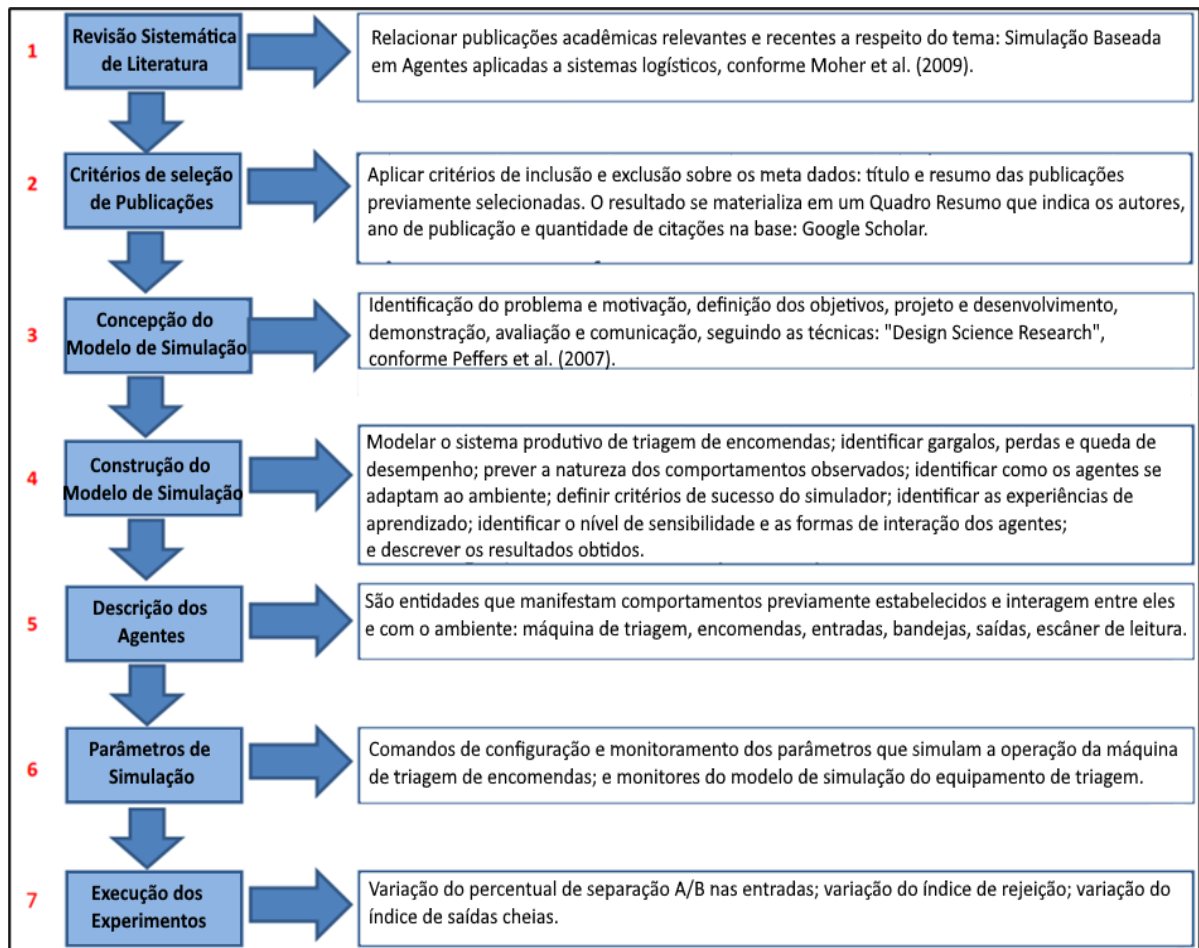 1
Revisão Sistemática
de Literatura
Relacionar publicações acadêmicas relevantes e recentes a respeito do tema: Simulação Baseada
em Agentes aplicadas a sistemas logísticos, conforme Moher et al. (2009).
2
Critérios de seleção
de Publicações
Aplicar critérios de inclusão e exclusão sobre os meta dados: título e resumo das publicações
previamente selecionadas. O resultado se materializa em um Quadro Resumo que indica os autores,
ano de publicação e quantidade de citações na base: Google Scholar.
3
Concepção do
Modelo de Simulação
Identificação do problema e motivação, definição dos objetivos, projeto e desenvolvimento,
demonstração, avaliação e comunicação, seguindo as técnicas: "Design Science Research",
conforme Peffers et al. (2007).
4
Construção do
Modelo de Simulação
Modelar o sistema produtivo de triagem de encomendas; identificar gargalos, perdas e queda de
desempenho; prever a natureza dos comportamentos observados; identificar como os agentes se
adaptam ao ambiente; definir critérios de sucesso do simulador; identificar as experiências de
aprendizado; identificar o nível de sensibilidade e as formas de interação dos agentes;
e descrever os resultados obtidos.
5
Descrição dos
Agentes
São entidades que manifestam comportamentos previamente estabelecidos e interagem entre eles
e com o ambiente: máquina de triagem, encomendas, entradas, bandejas, saídas, escâner de leitura.
6
Parâmetros de
Simulação
Comandos de configuração e monitoramento dos parâmetros que simulam a operação da máquina
de triagem de encomendas; e monitores do modelo de simulação do equipamento de triagem.
7
Execução dos
Experimentos
Variação do percentual de separação A/B nas entradas; variação do índice de rejeição; variação do
índice de saídas cheias.